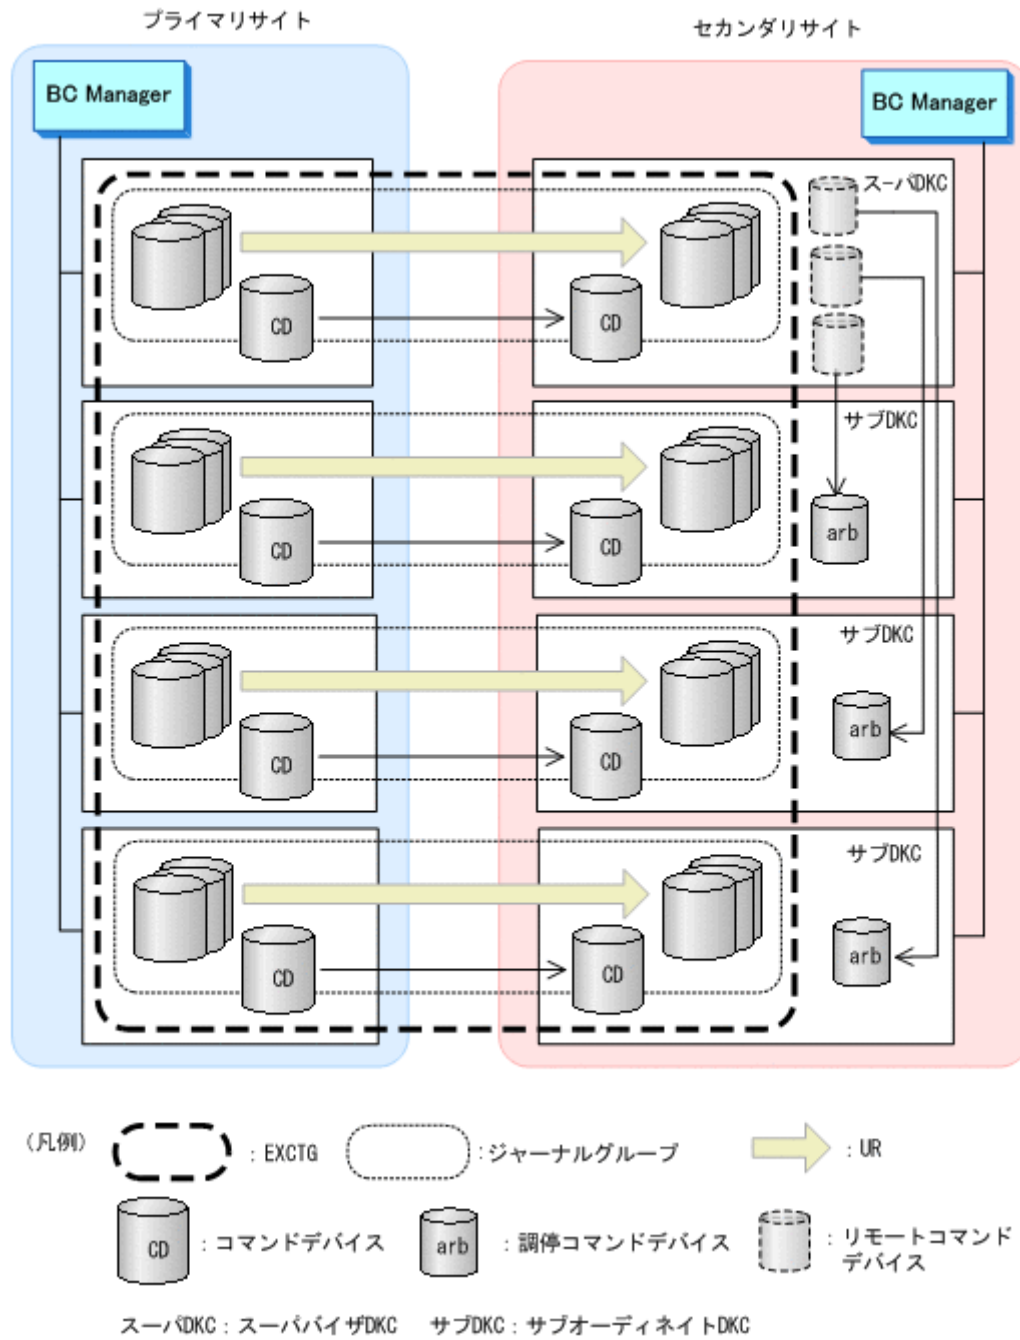 プライマリサイト
セカンダリサイト
BC Manager
BC Manager
スーパDKC
CD
CD
サブDKC
CD
CD
arb
サブDKC
CD
CD
arb
サブDKC
CD
CD
arb
(凡例)
: EXCTG
:ジャーナルグループ
: UR
CD
:コマンドデバイス
arb
:調停コマンドデバイス
:リモートコマンド
デバイス
スーパDKC:スーパバイザDKC サブDKC:サブオーディネイトDKC